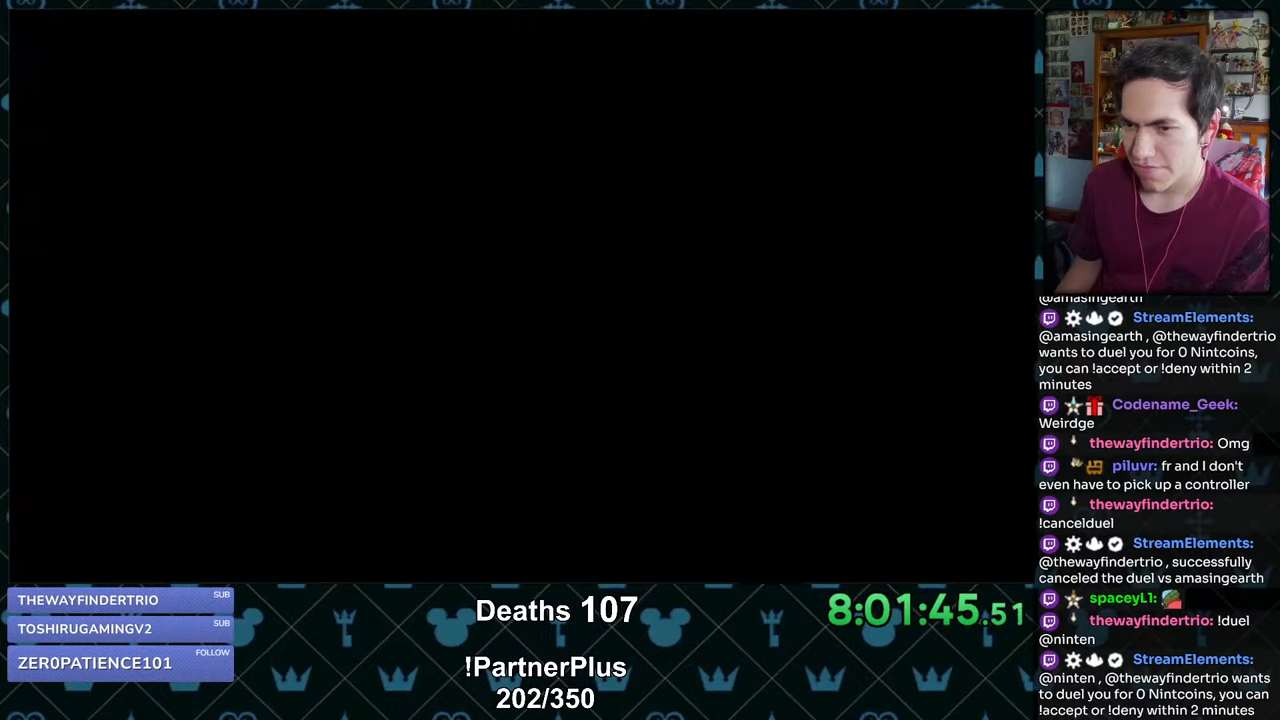 @amasingearth
StreamElements:
@amasingearth , @thewayfindertrio
wants to duel you for 0 Nintcoins,
you can !accept or !deny within 2
minutes
Codename_Geek:
Weirdge
thewayfindertrio: Omg
piluvr: fr and I don't
even have to pick up a controller
thewayfindertrio:
!cancelduel
StreamElements:
@thewayfindertrio , successfully
canceled the duel vs amasingearth
spaceyL1:
thewayfindertrio: !duel
@ninten
StreamElements:
@ninten , @thewayfindertrio wants
to duel you for 0 Nintcoins, you can
!accept or !deny within 2 minutes
THEWAYFINDERTRIO SUB
TOSHIRUGAMINGV2 SUB
ZER0PATIENCE101 FOLLOW
Deaths 107
!PartnerPlus
202/350
8:01:45.51